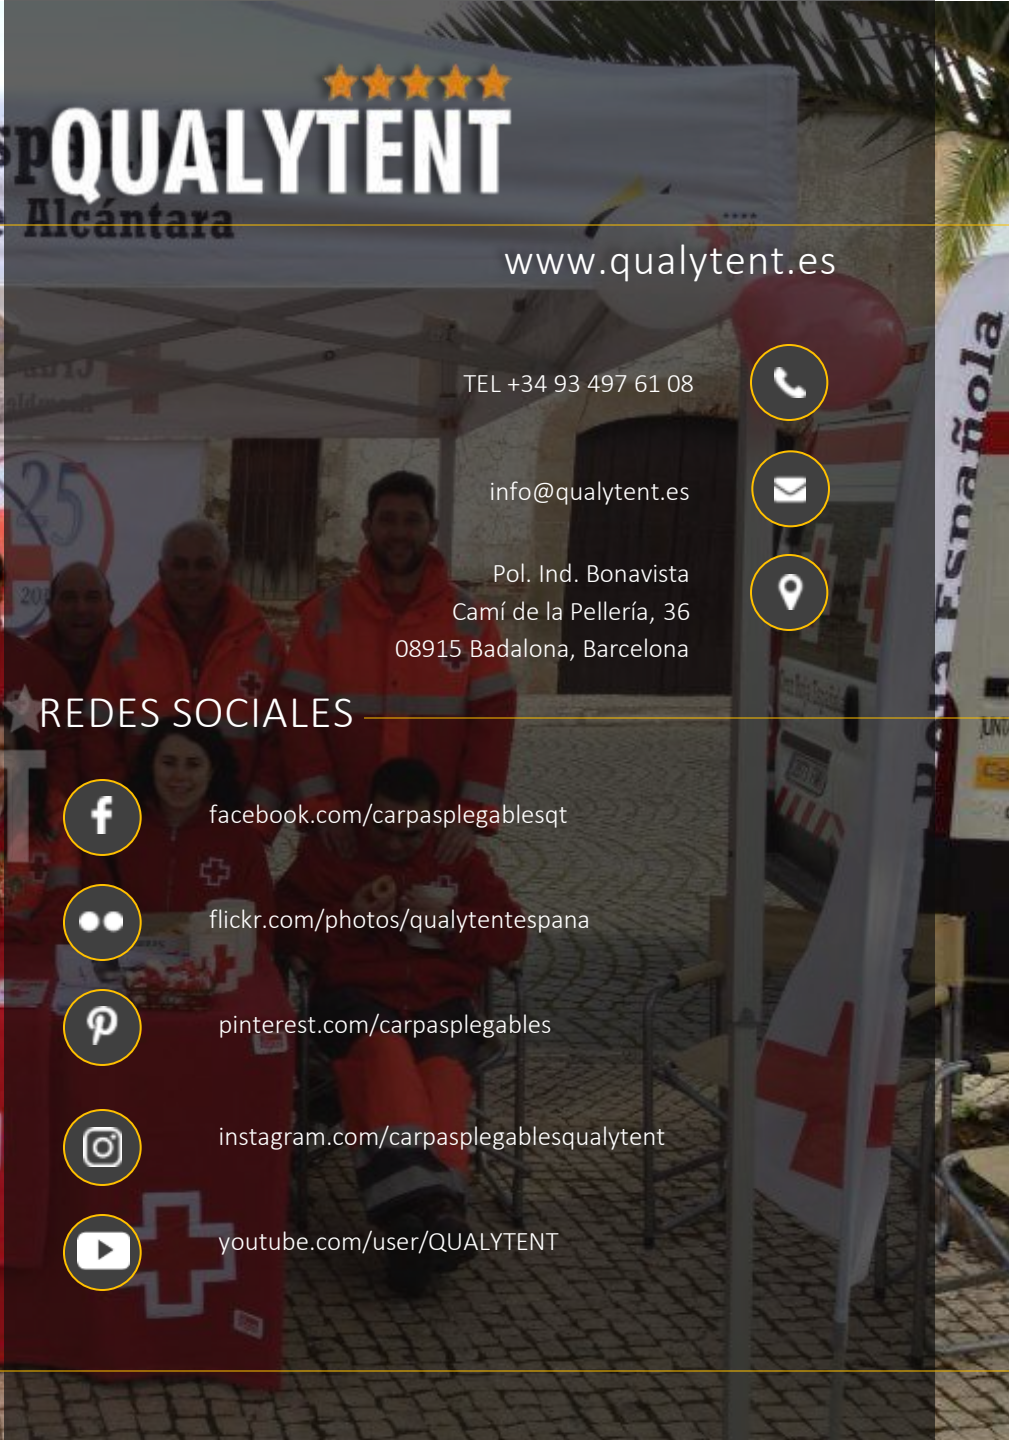 QUALYTENT
Alcántara
www.qualytent.es
TEL +34 93 497 61 08
info@qualytent.es
Pol. Ind. Bonavista
Camí de la Pellería, 36
08915 Badalona, Barcelona
REDES SOCIALES
facebook.com/carpasplegablesqt
flickr.com/photos/qualytentespana
pinterest.com/carpasplegables
instagram.com/carpasplegablesqualytent
youtube.com/user/QUALYTENT
25
Española